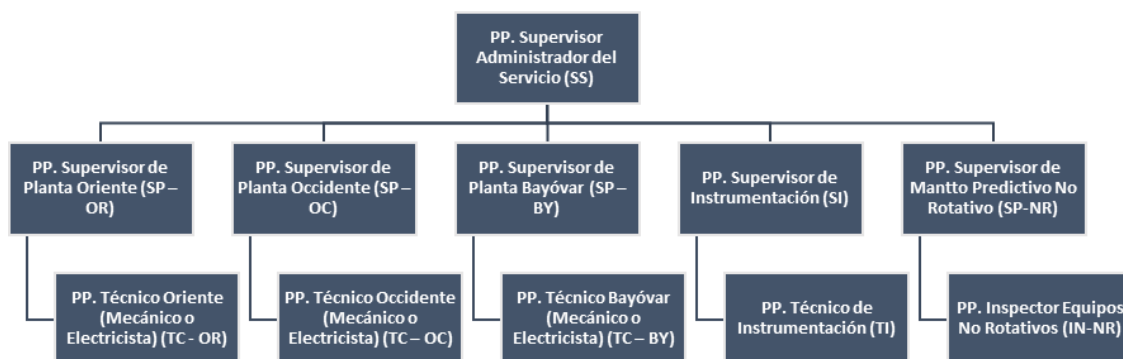 PP. Supervisor
Administrador del
Servicio (SS)
PP. Supervisor de
Planta Oriente (SP –
OR)
PP. Supervisor de
Planta Occidente (SP –
OC)
PP. Supervisor de
Planta Bayóvar (SP –
BY)
PP. Supervisor de
Instrumentación (SI)
PP. Supervisor de
Mantto Predictivo No
Rotativo (SP-NR)
PP. Técnico Oriente
(Mecánico o
Electricista) (TC - OR)
PP. Técnico Occidente
(Mecánico o
Electricista) (TC – OC)
PP. Técnico Bayóvar
(Mecánico o
Electricista) (TC – BY)
PP. Técnico de
Instrumentación (TI)
PP. Inspector Equipos
No Rotativos (IN-NR)